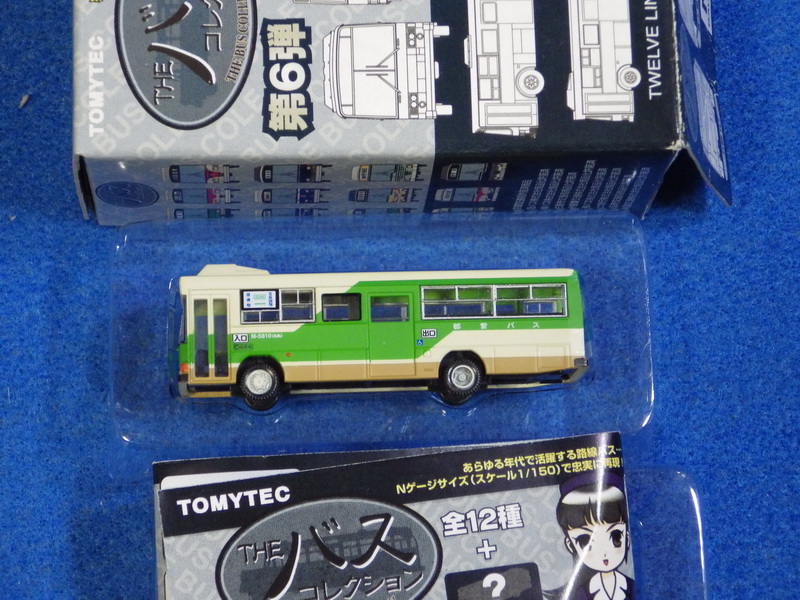 TOMYTEC
THE バス
コレクション
THE BUS COLLE
第6弾
TWELVE LIN
入口
M-S810
出口
都営バス
あらゆる年代で活躍する路線バス
Nゲージサイズ(スケール1/150)で忠実に再現!
TOMYTEC
THE バス
コレクション
全12種
+
?